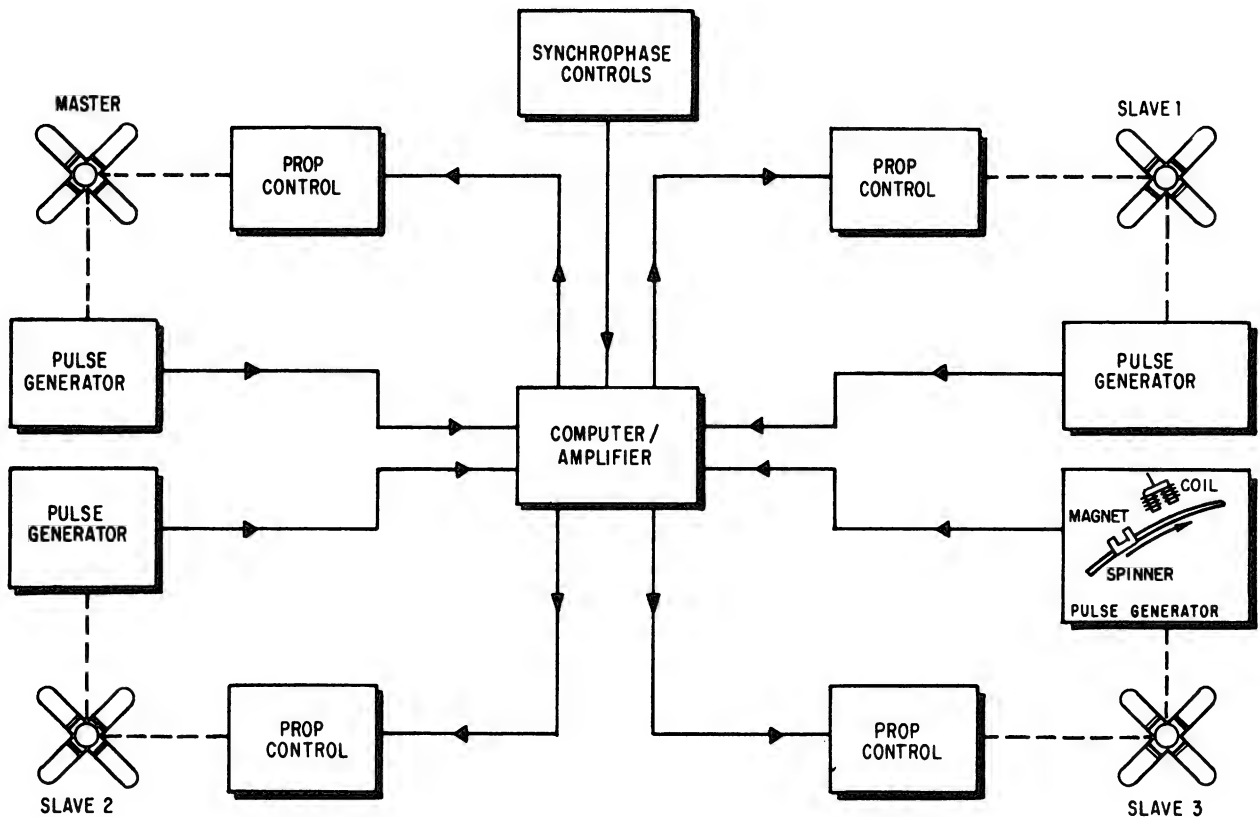 SYNCHROPHASE
CONTROLS
MASTER
SLAVE 1
PROP
CONTROL
PROP
CONTROL
PULSE
GENERATOR
PULSE
GENERATOR
COMPUTER/
AMPLIFIER
PULSE
GENERATOR
COIL
MAGNET
SPINNER
PULSE GENERATOR
PROP
CONTROL
PROP
CONTROL
SLAVE 2
SLAVE 3